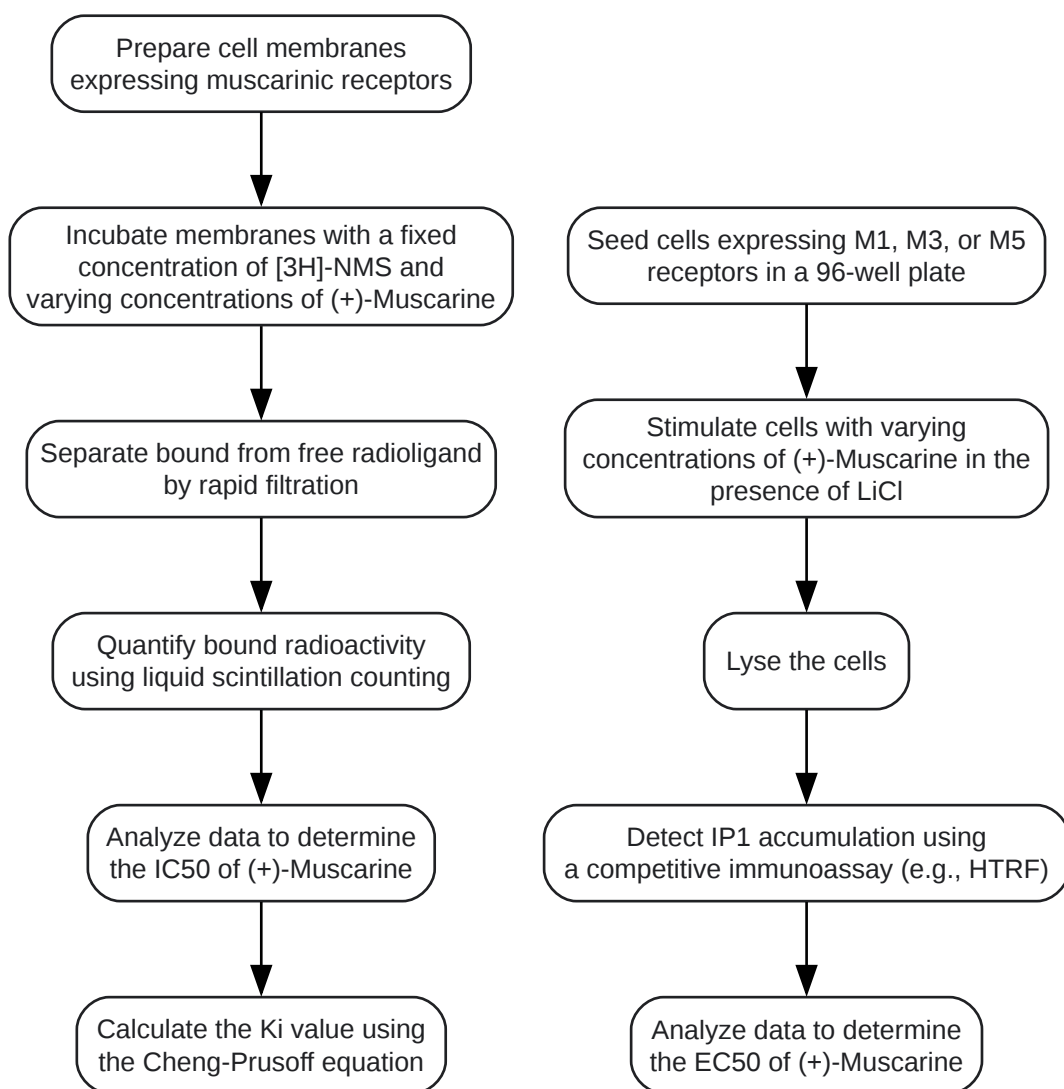 Prepare cell membranes
expressing muscarinic receptors
Incubate membranes with a fixed
concentration of [3H]-NMS and
varying concentrations of (+)-Muscarine
Separate bound from free radioligand
by rapid filtration
Quantify bound radioactivity
using liquid scintillation counting
Analyze data to determine
the IC50 of (+)-Muscarine
Calculate the Ki value using
the Cheng-Prusoff equation
Seed cells expressing M1, M3, or M5
receptors in a 96-well plate
Stimulate cells with varying
concentrations of (+)-Muscarine in the
presence of LiCl
Lyse the cells
Detect IP1 accumulation using
a competitive immunoassay (e.g., HTRF)
Analyze data to determine
the EC50 of (+)-Muscarine